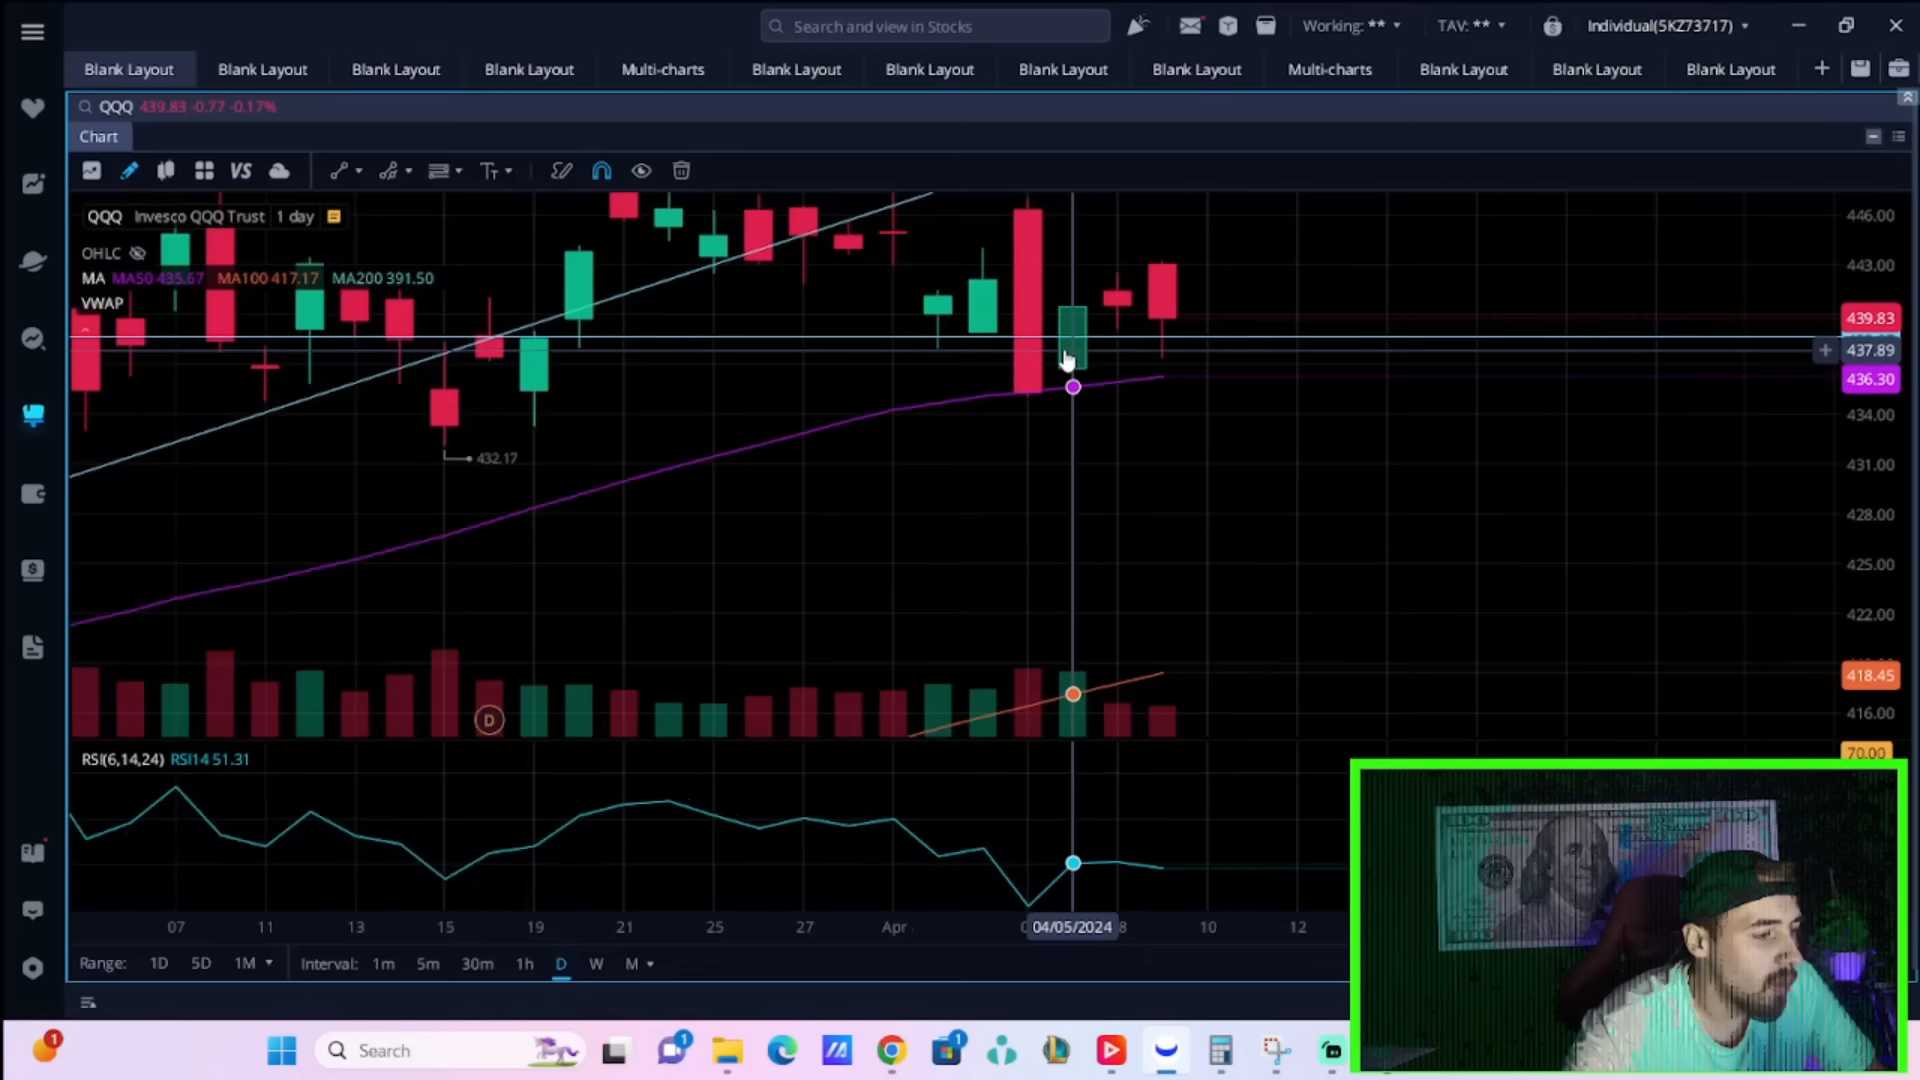 Search and view in Stocks
Working: **
TAV: **
Individual(5KZ73717)
Blank Layout
Blank Layout
Blank Layout
Blank Layout
Multi-charts
Blank Layout
Blank Layout
Blank Layout
Blank Layout
Multi-charts
Blank Layout
Blank Layout
Blank Layout
QQQ 439.83 -0.77 -0.17%
Chart
VS
QQQ Invesco QQQ Trust 1 day
OHLC
MA MA50 435.67 MA100 417.17 MA200 391.50
VWAP
446.00
443.00
439.83
437.89
436.30
434.00
432.17
431.00
428.00
425.00
422.00
418.45
416.00
D
RSI(6,14,24) RSI14 51.31
70.00
07 11 13 15 19 21 25 27 Apr 04/05/2024 8 10 12
Range: 1D 5D 1M Interval: 1m 5m 30m 1h D W M
1
Search
1
1
100